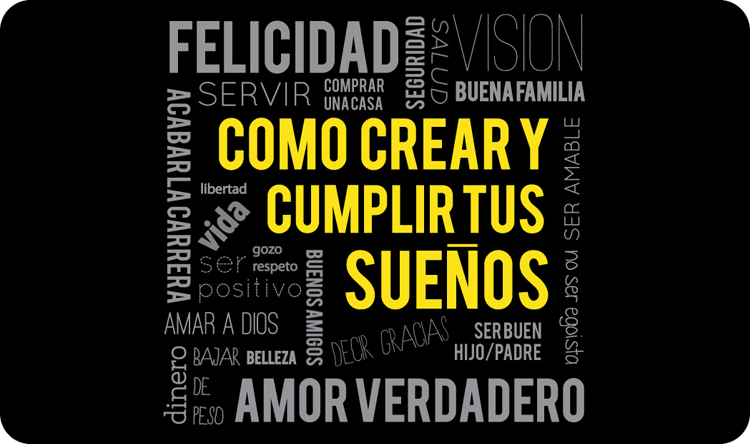 FELICIDAD
SEGURIDAD
SALUD
VISION
SERVIR
COMPRAR
UNA CASA
BUENA FAMILIA
ACABAR LA CARRERA
COMO CREAR Y
CUMPLIR TUS
SUEÑOS
SER AMABLE
no ser egoista
libertad
vida
gozo
respeto
ser
positivo
BUENOS AMIGOS
AMAR A DIOS
DECIR GRACIAS
SER BUEN
HIJO/PADRE
dinero
BAJAR
DE
PESO
BELLEZA
AMOR VERDADERO